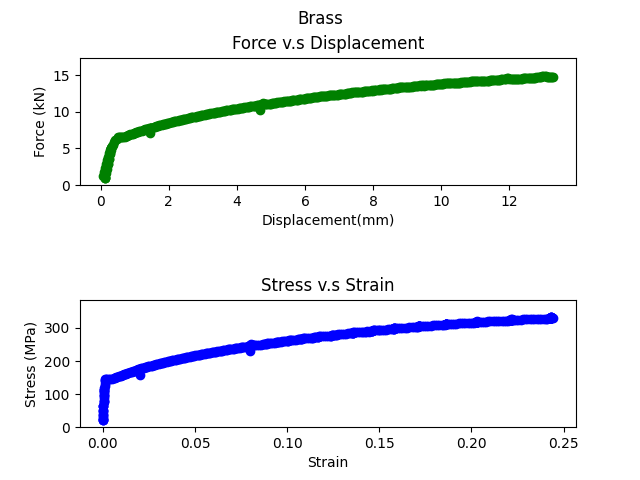 Brass
Force v.s Displacement
15
10
5
0
Force (kN)
0 2 4 6 8 10 12
Displacement(mm)
Stress v.s Strain
300
200
100
0
Stress (MPa)
0.00 0.05 0.10 0.15 0.20 0.25
Strain